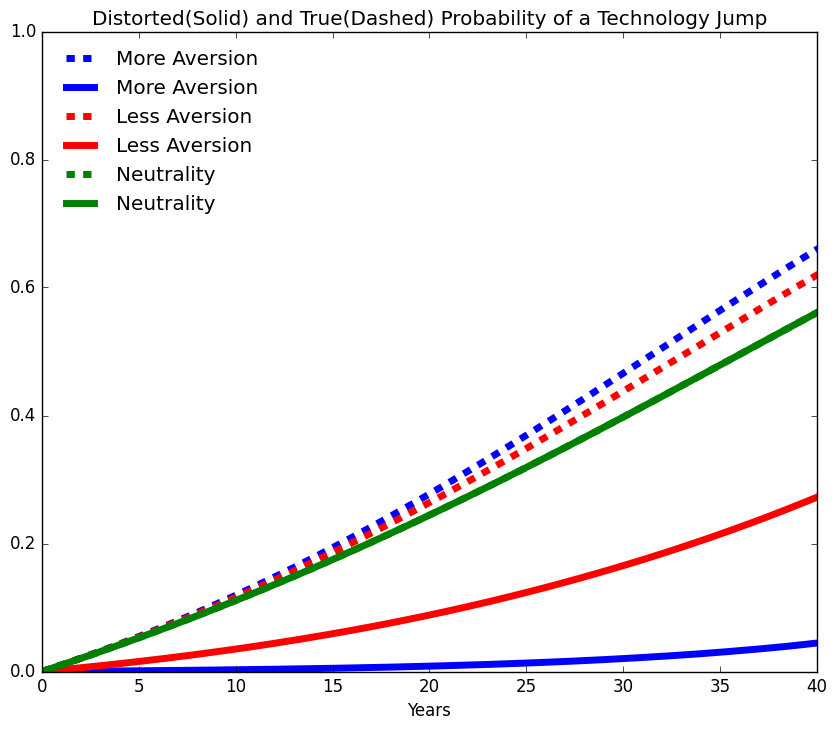 Distorted(Solid) and True(Dashed) Probability of a Technology Jump
1.0
More Aversion
More Aversion
Less Aversion
0.8
Less Aversion
Neutrality
Neutrality
0.6
0.4
0.2
0.0
0 5 10 15 20 25 30 35 40
Years